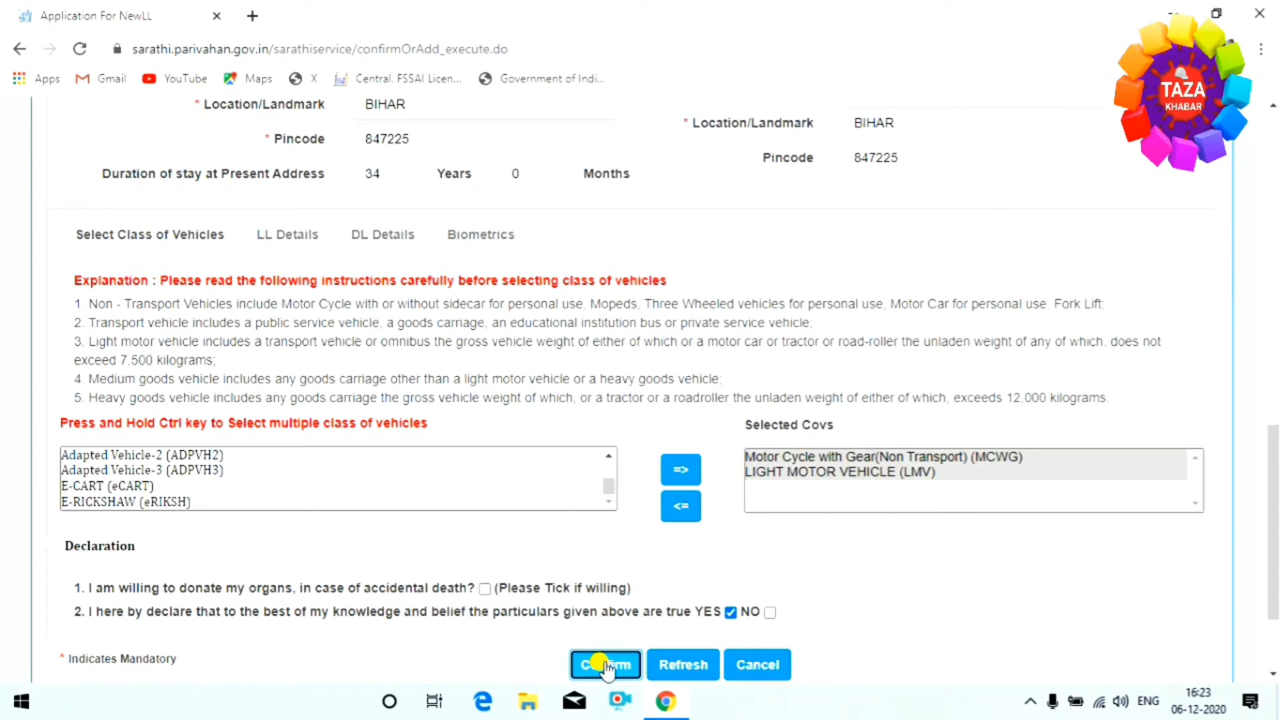 Application For NewLL
sarathi.parivahan.gov.in/sarathiservice/confirmOrAdd_execute.do
Apps Gmail YouTube Maps X Central. FSSAI Licen... Government of Indi...
TAZA
KHABAR
* Location/Landmark BIHAR
* Location/Landmark BIHAR
* Pincode 847225
Pincode 847225
Duration of stay at Present Address 34 Years 0 Months
Select Class of Vehicles LL Details DL Details Biometrics
Explanation : Please read the following instructions carefully before selecting class of vehicles
1 Non - Transport Vehicles include Motor Cycle with or without sidecar for personal use, Mopeds, Three Wheeled vehicles for personal use, Motor Car for personal use, Fork Lift;
2. Transport vehicle includes a public service vehicle, a goods carriage, an educational institution bus or private service vehicle;
3. Light motor vehicle includes a transport vehicle or omnibus the gross vehicle weight of either of which or a motor car or tractor or road-roller the unladen weight of any of which, does not
exceed 7,500 kilograms;
4 Medium goods vehicle includes any goods carriage other than a light motor vehicle or a heavy goods vehicle;
5. Heavy goods vehicle includes any goods carriage the gross vehicle weight of which, or a tractor or a roadroller the unladen weight of either of which, exceeds 12,000 kilograms.
Press and Hold Ctrl key to Select multiple class of vehicles
Selected Covs
Adapted Vehicle-2 (ADPVH2)
Adapted Vehicle-3 (ADPVH3)
E-CART (eCART)
E-RICKSHAW (eRIKSH)
=>
<=
Motor Cycle with Gear(Non Transport) (MCWG)
LIGHT MOTOR VEHICLE (LMV)
Declaration
1. I am willing to donate my organs, in case of accidental death? (Please Tick if willing)
2. I here by declare that to the best of my knowledge and belief the particulars given above are true YES NO
* Indicates Mandatory
Confirm Refresh Cancel
ENG
16:23
06-12-2020